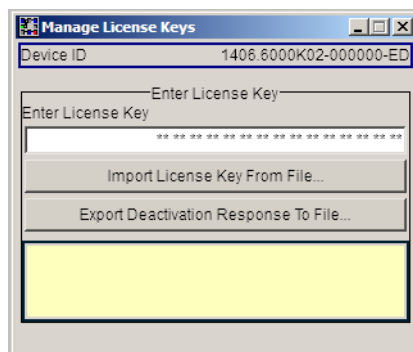 Manage License Keys
Device ID 1406.6000K02-000000-ED
Enter License Key
Enter License Key
** ** ** ** ** ** ** ** ** ** ** ** ** ** **
Import License Key From File...
Export Deactivation Response To File...